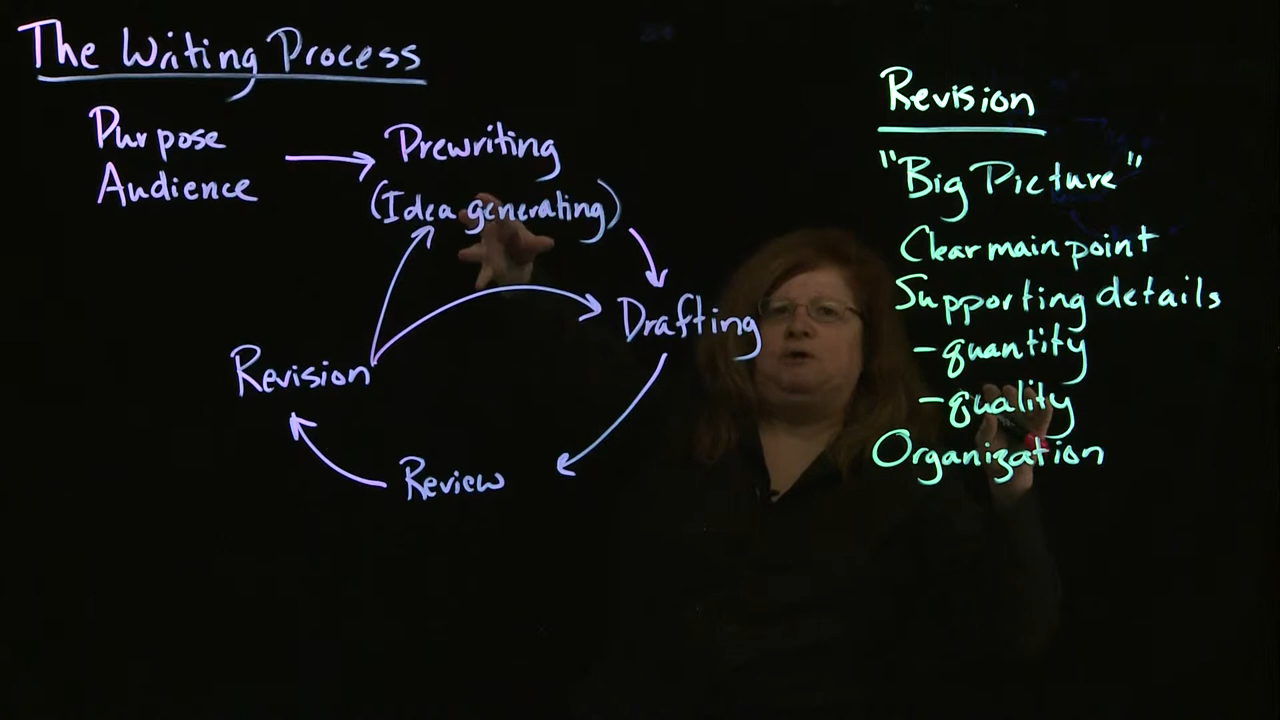 The Writing Process
Purpose
Audience
Prewriting
(Idea generating)
Drafting
Revision
Review
Revision
"Big Picture"
Clear main point
Supporting details
-quantity
-quality
Organization